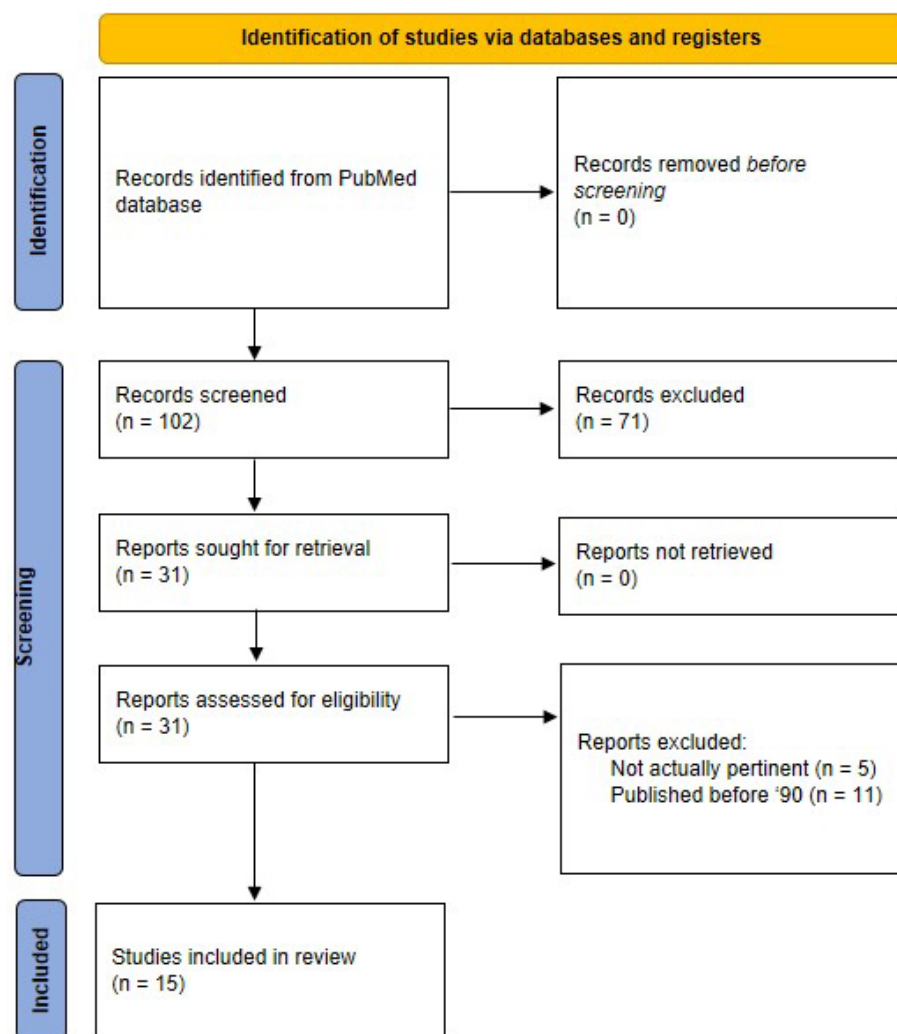 Identification of studies via databases and registers
Identification
Records identified from PubMed
database
Records removed before
screening
(n = 0)
Screening
Records screened
(n = 102)
Records excluded
(n = 71)
Reports sought for retrieval
(n = 31)
Reports not retrieved
(n = 0)
Reports assessed for eligibility
(n = 31)
Reports excluded:
Not actually pertinent (n = 5)
Published before ‘90 (n = 11)
Included
Studies included in review
(n = 15)